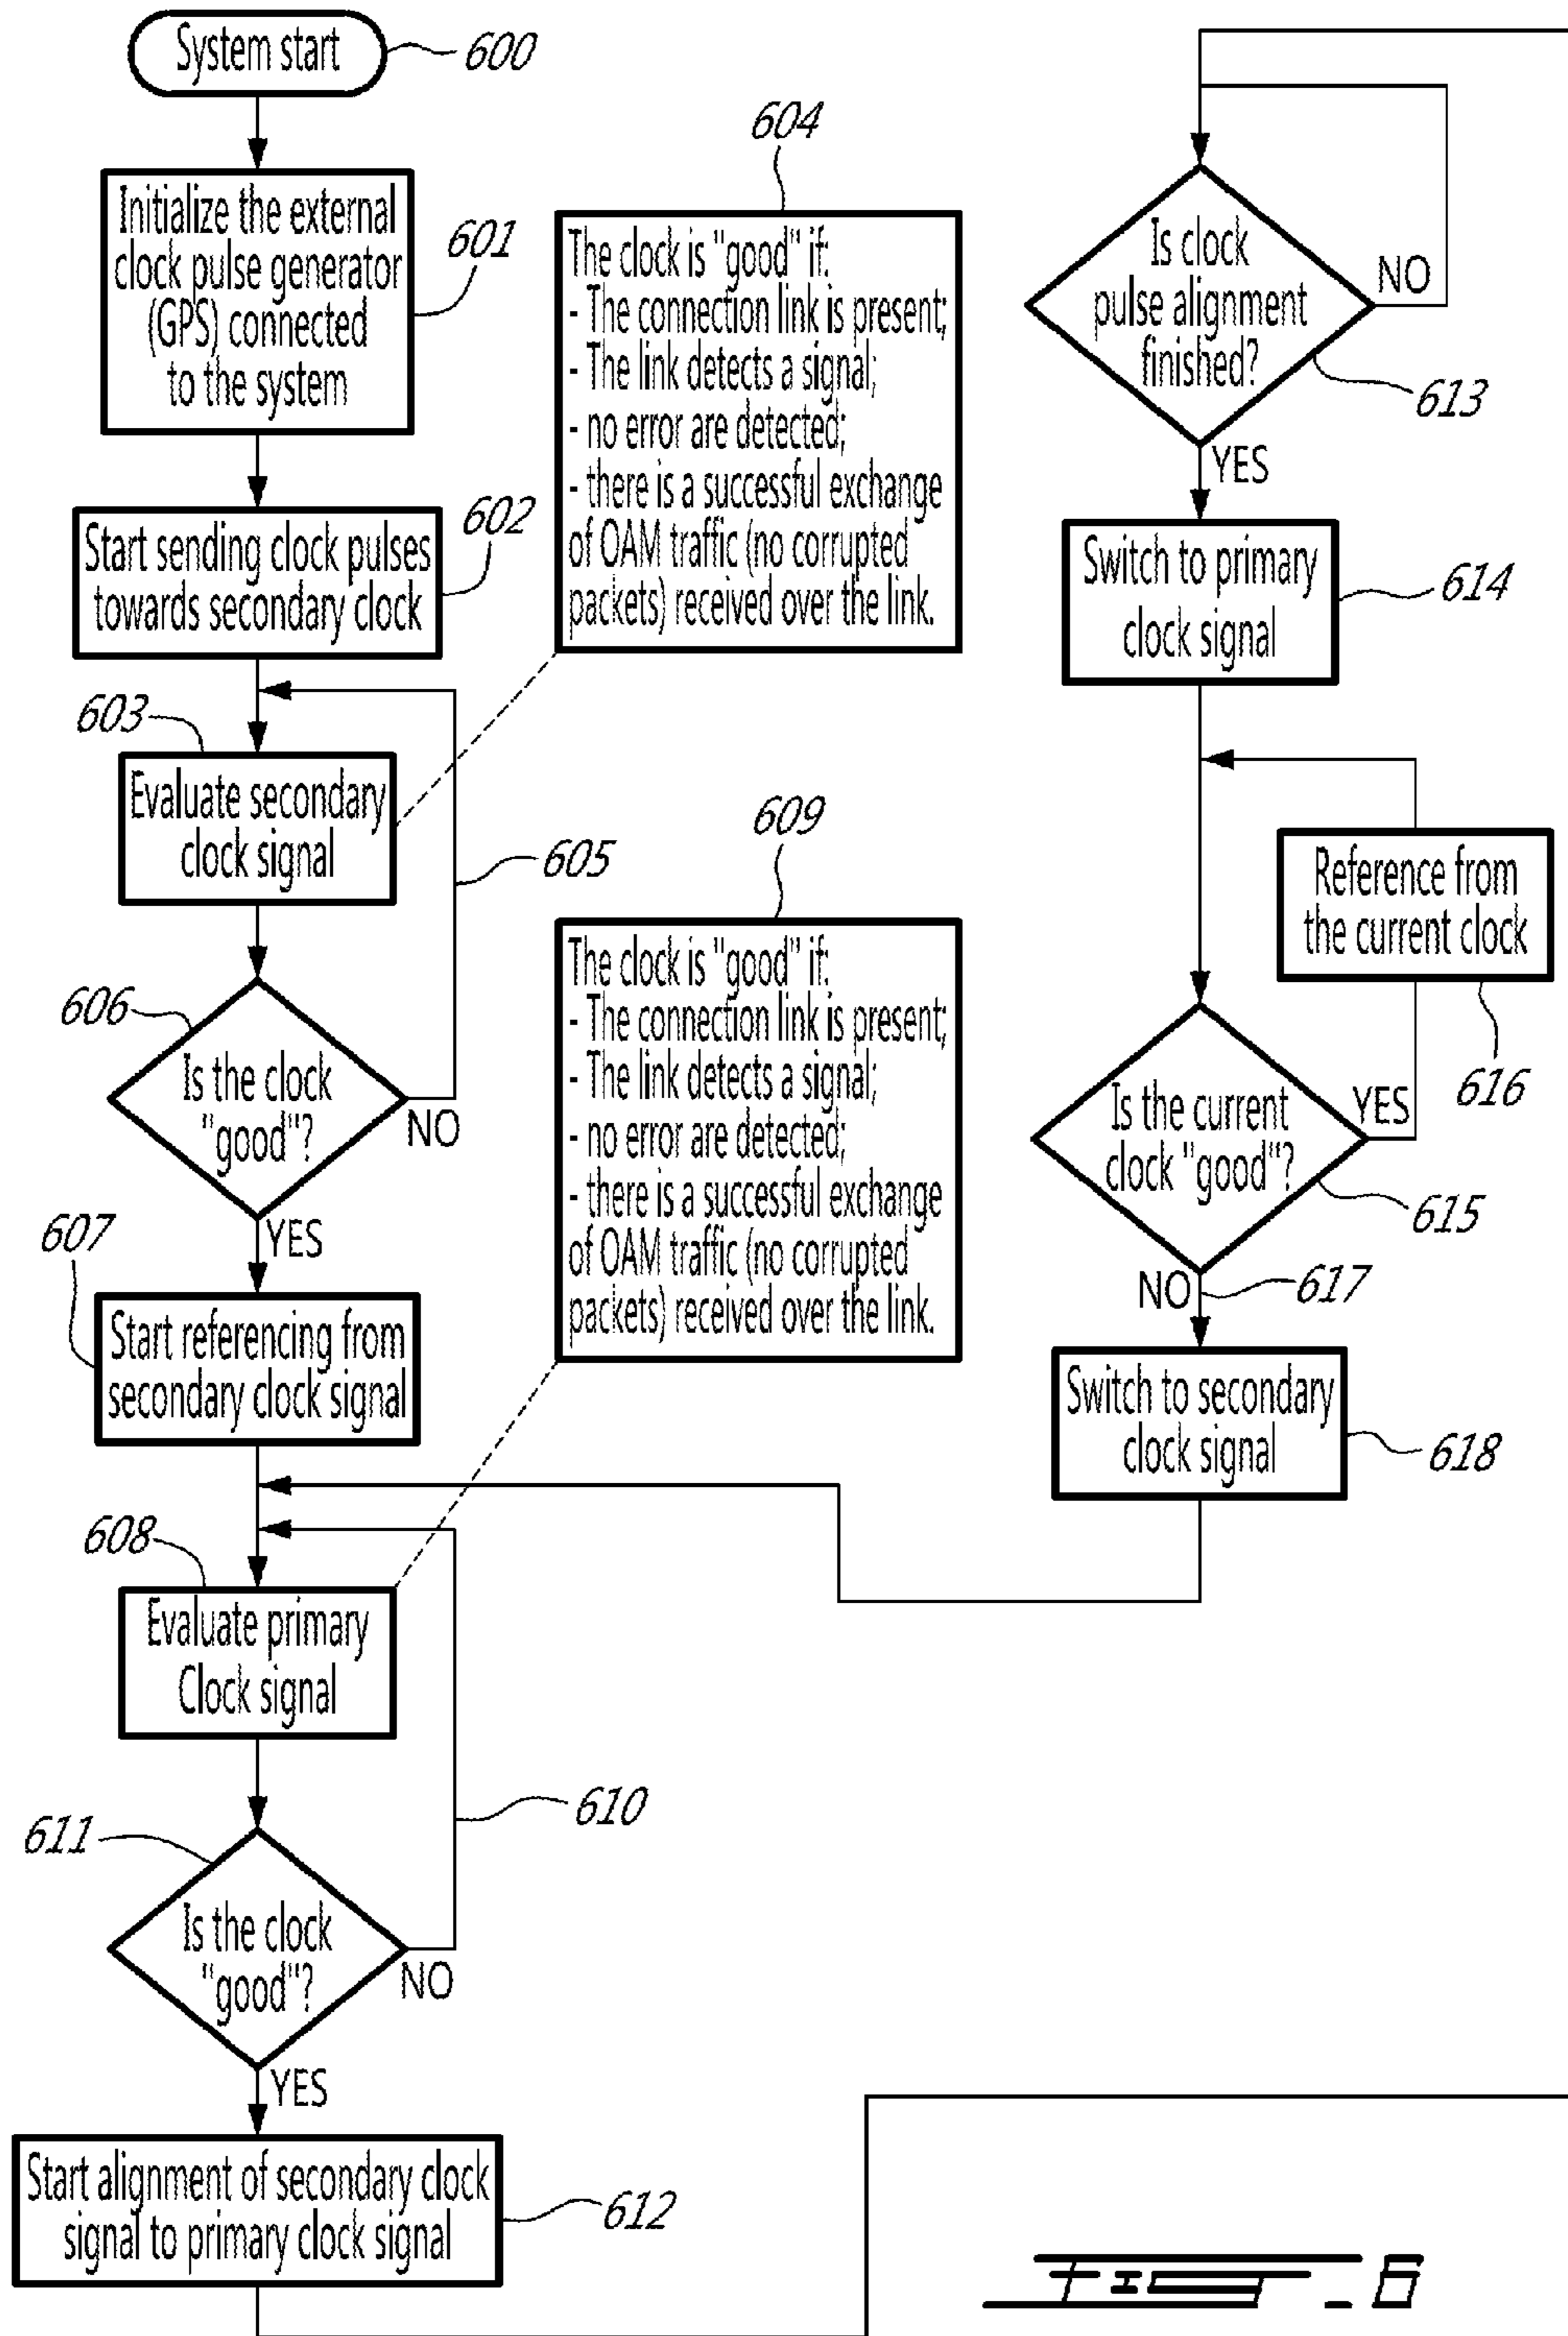 System start
600
Initialize the external
clock pulse generator
(GPS) connected
to the system
601
Start sending clock pulses
towards secondary clock
602
603
Evaluate secondary
clock signal
604
The clock is "good" if:
- The connection link is present;
- The link detects a signal;
- no error are detected;
- there is a successful exchange
of OAM traffic (no corrupted
packets) received over the link.
605
606
Is the clock
"good"?
NO
YES
607
Start referencing from
secondary clock signal
608
Evaluate primary
Clock signal
609
The clock is "good" if:
- The connection link is present;
- The link detects a signal;
- no error are detected;
- there is a successful exchange
of OAM traffic (no corrupted
packets) received over the link.
610
611
Is the clock
"good"?
NO
YES
Start alignment of secondary clock
signal to primary clock signal
612
Is clock
pulse alignment
finished?
NO
613
YES
Switch to primary
clock signal
614
Reference from
the current clock
616
Is the current
clock "good"?
YES
615
NO
617
Switch to secondary
clock signal
618
FIG. 6